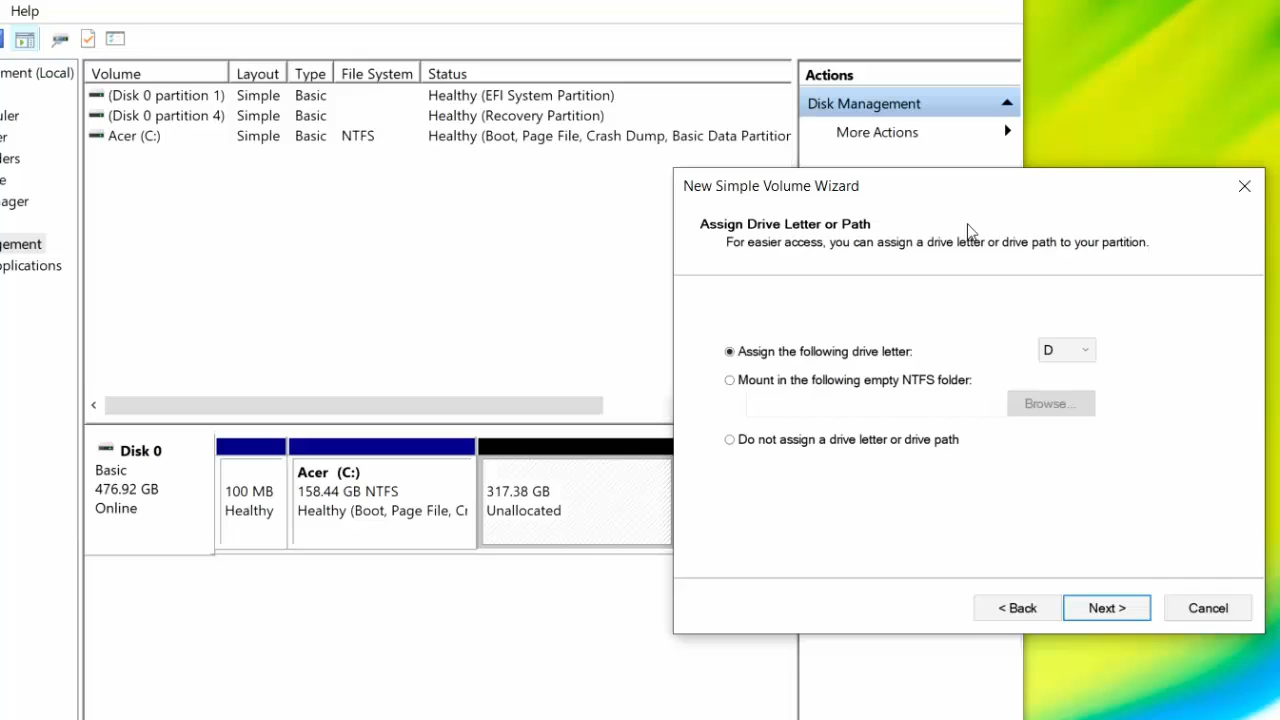 Help
ment (Local)
uler
er
ders
e
ager
gement
pplications
Volume Layout Type File System Status
(Disk 0 partition 1) Simple Basic Healthy (EFI System Partition)
(Disk 0 partition 4) Simple Basic Healthy (Recovery Partition)
Acer (C:) Simple Basic NTFS Healthy (Boot, Page File, Crash Dump, Basic Data Partition
Actions
Disk Management
More Actions
Disk 0
Basic
476.92 GB
Online
100 MB
Healthy
Acer (C:)
158.44 GB NTFS
Healthy (Boot, Page File, Cr
317.38 GB
Unallocated
New Simple Volume Wizard
Assign Drive Letter or Path
For easier access, you can assign a drive letter or drive path to your partition.
Assign the following drive letter: D
Mount in the following empty NTFS folder:
Browse...
Do not assign a drive letter or drive path
< Back Next > Cancel